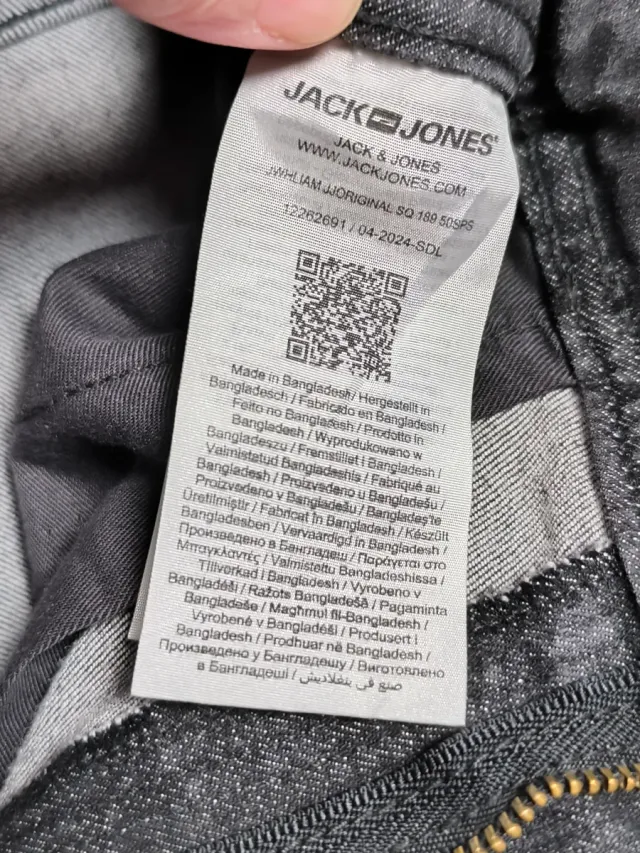 JACK JONES®
JACK & JONES
WWW.JACKJONES.COM
JWHLIAM JJORIGINAL SQ 189 50SPS
12262691 / 04-2024-SDL
Made in Bangladesh/ Hergestellt in
Bangladesch / Fabricado en Bangladesh /
Feito no Bangladesh / Prodotto in
Bangladesh / Wyprodukowano w
Bangladeszu / Fremstillet i Bangladesh /
Valmistatud Bangladeshis / Fabriqué au
Bangladesh / Proizvedeno u Bangladešu /
Proizvedeno v Bangladešu / Bangladeş'te
Üretilmiştir / Fabricat în Bangladesh / Készült
Bangladesben / Vervaardigd in Bangladesh /
Произведено в Бангладеш / Παράγεται στο
Μπαγκλαντές / Valmistettu Bangladeshissa /
Tillverkad i Bangladesh / Vyrobeno v
Bangladéši / Ražots Bangladešā / Pagaminta
Bangladeše / Magħmul fil-Bangladesh /
Vyrobené v Bangladéši / Produsert i
Bangladesh / Prodhuar në Bangladesh /
Произведено у Бангладешу / Виготовлено
в Бангладеші / صنع في بنغلاديش